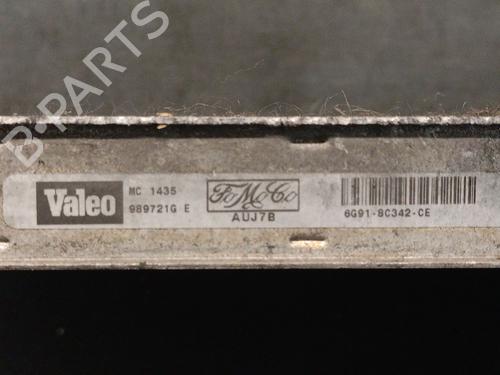 B-PARTS
Valeo
MC 1435
989721G E
FoMoCo
AUJ7B
6G91-8C342-CE